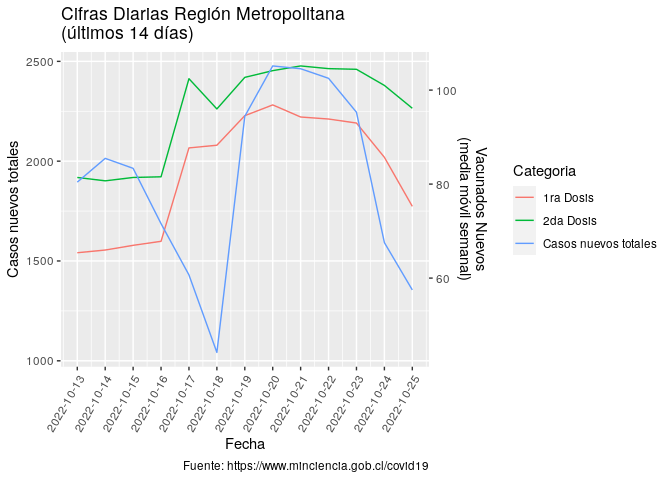 Cifras Diarias Región Metropolitana
(últimos 14 días)
Casos nuevos totales
2500
2000
1500
1000
100
80
60
Vacunados Nuevos
(media móvil semanal)
2022-10-13
2022-10-14
2022-10-15
2022-10-16
2022-10-17
2022-10-18
2022-10-19
2022-10-20
2022-10-21
2022-10-22
2022-10-23
2022-10-24
2022-10-25
Fecha
Categoria
1ra Dosis
2da Dosis
Casos nuevos totales
Fuente: https://www.minciencia.gob.cl/covid19